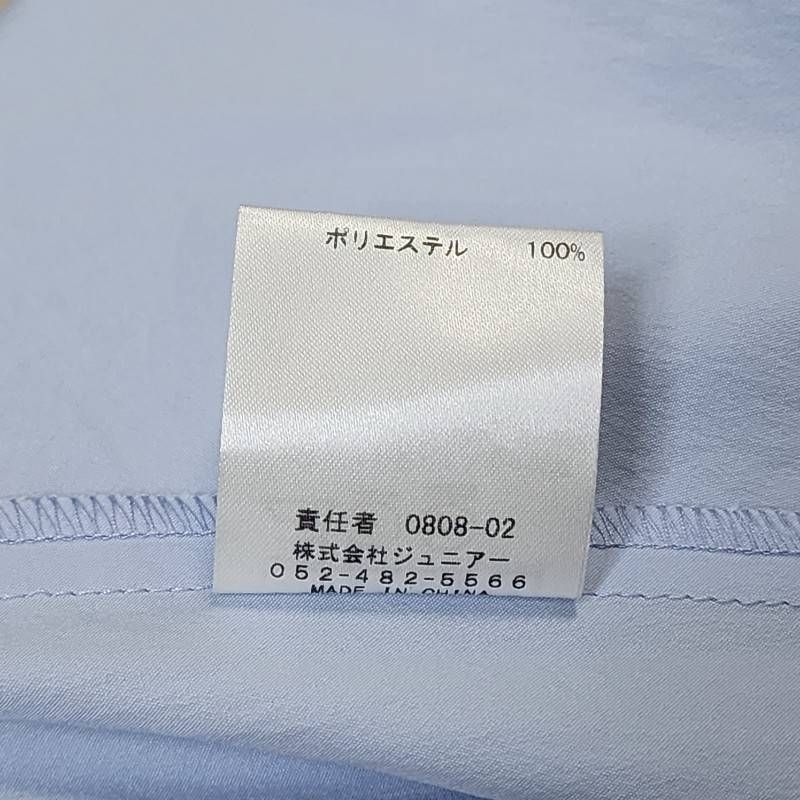 ポリエステル 100%
責任者 0808-02
株式会社ジュニアー
052-482-5566
MADE IN CHINA